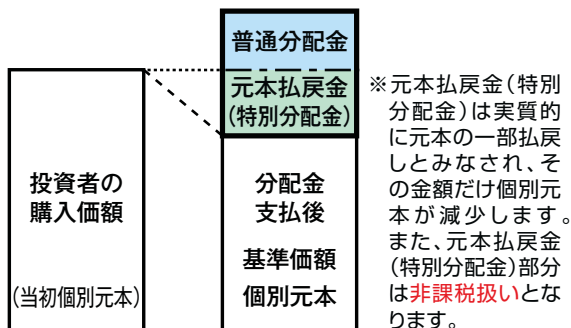 普通分配金
元本払戻金
(特別分配金)
投資者の
購入価額
(当初個別元本)
分配金
支払後
基準価額
個別元本
※元本払戻金(特別
分配金)は実質的
に元本の一部払戻
しとみなされ、そ
の金額だけ個別元
本が減少します。
また、元本払戻金
(特別分配金)部分
は非課税扱いとな
ります。